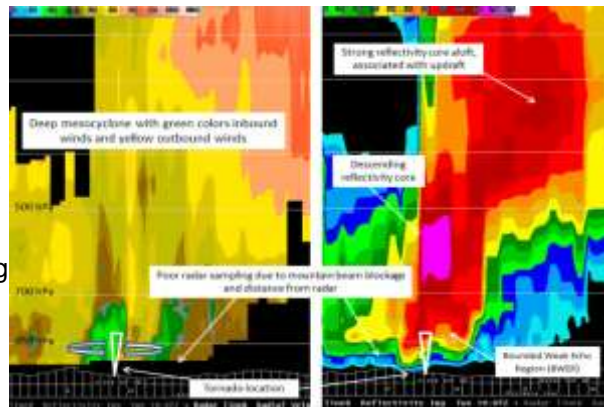 Strong reflectivity core aloft,
associated with updraft
Deep mesocyclone with green colors inbound
winds and yellow outbound winds
Descending
reflectivity core
500 hPa
Poor radar sampling due to mountain beam blockage
and distance from radar
700 hPa
Bounded Weak Echo
Region (BWER)
Tornado location
g